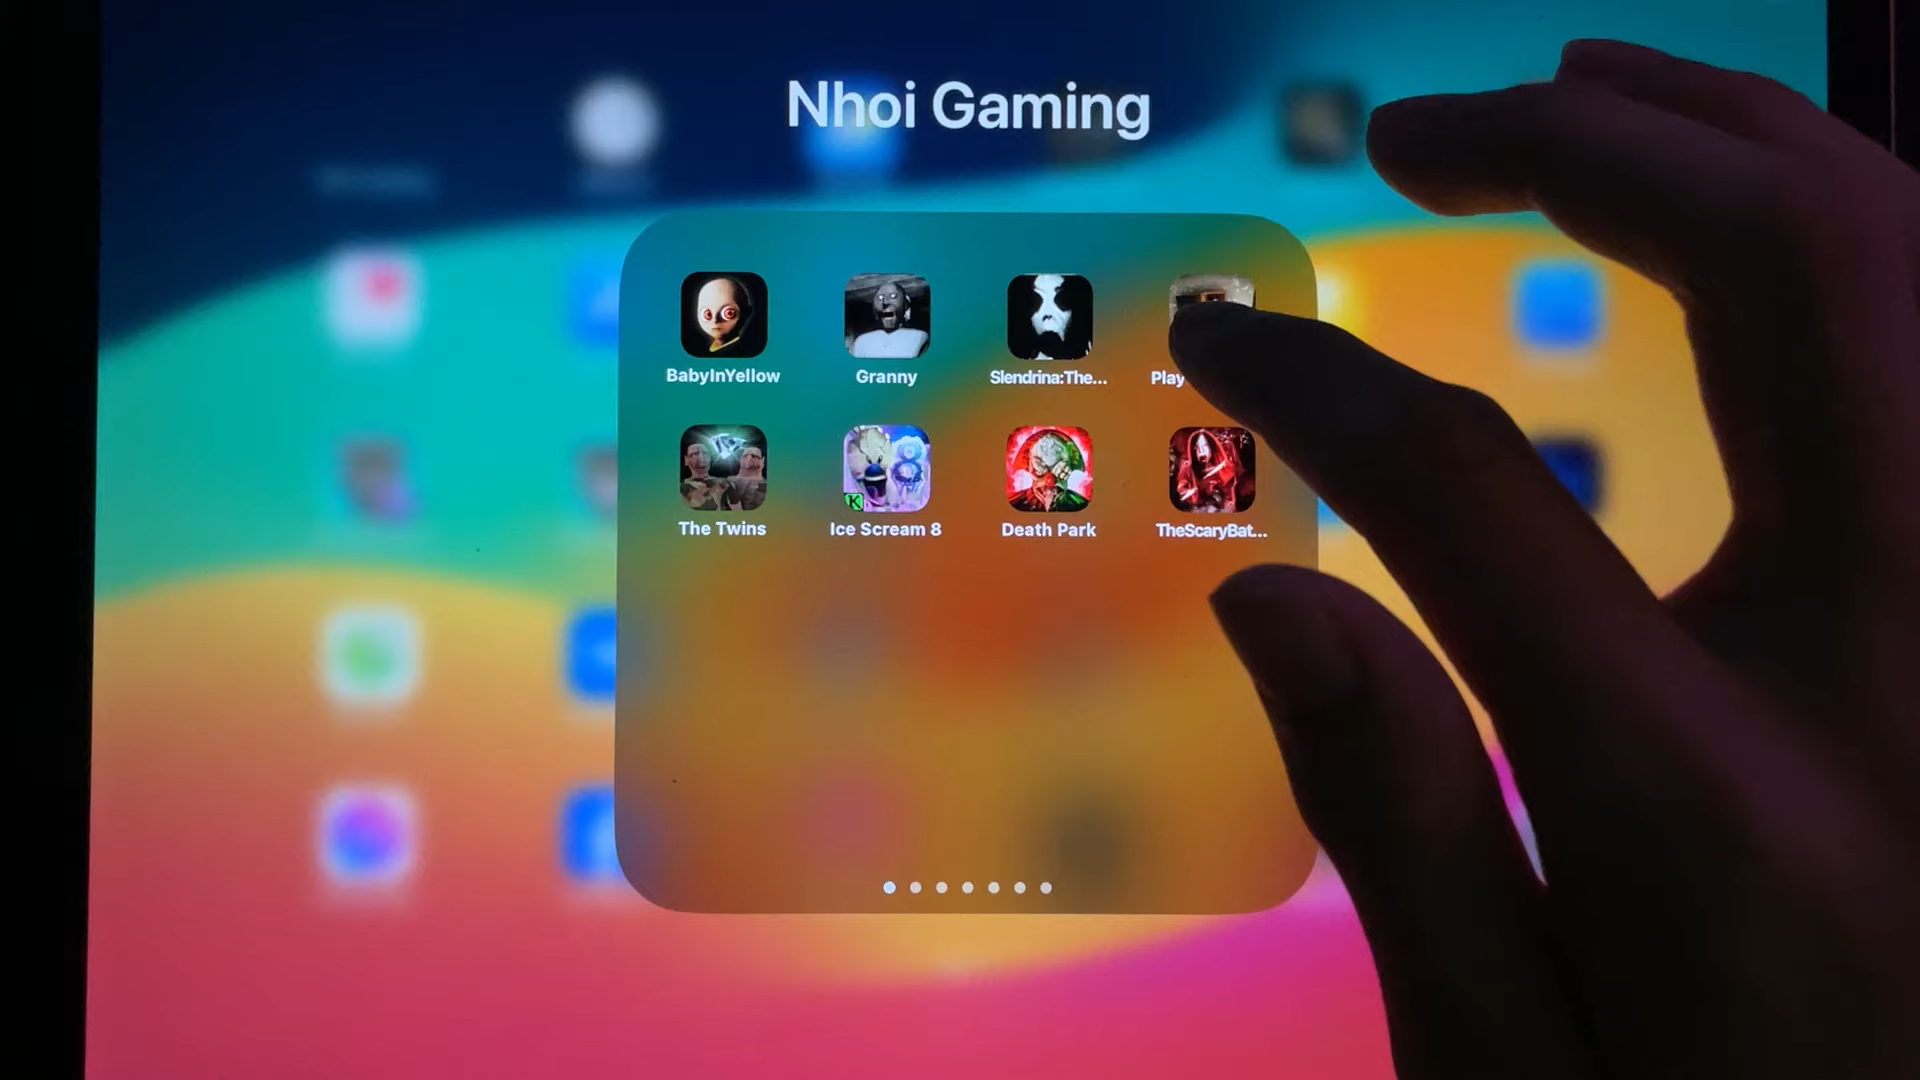 Nhoi Gaming
BabyInYellow
Granny
Slendrina:The...
Play
The Twins
Ice Scream 8
Death Park
TheScaryBat...